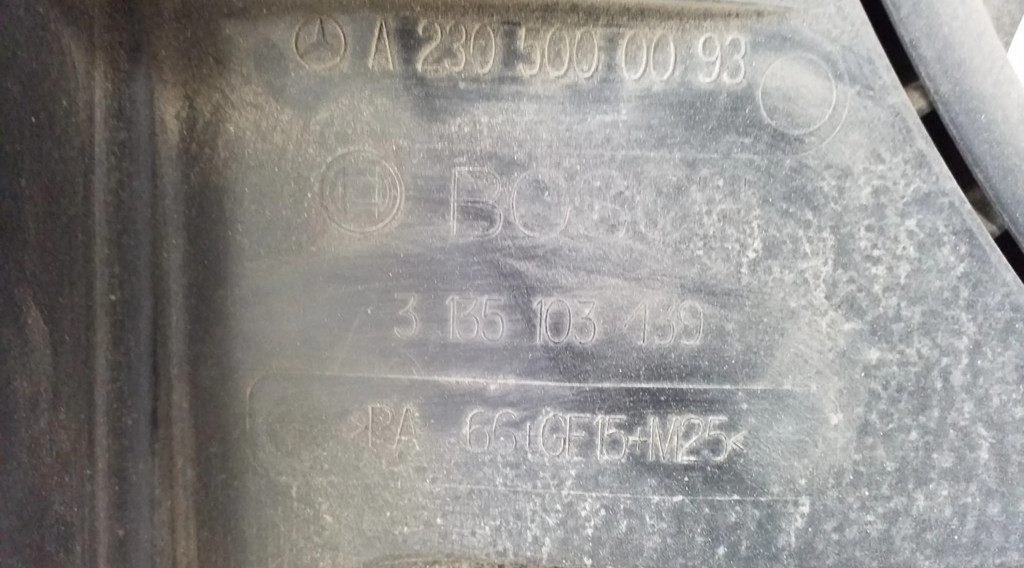 A 230 500 00 93
BOSCH
3 135 103 139
>PA 66+GF15+M25<